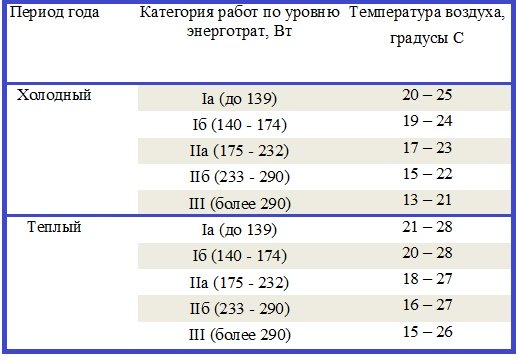 Период года Категория работ по уровню энерготрат, Вт Температура воздуха, градусы С
Холодный Iа (до 139) 20 – 25
Iб (140 - 174) 19 – 24
IIа (175 - 232) 17 – 23
IIб (233 - 290) 15 – 22
III (более 290) 13 – 21
Теплый Iа (до 139) 21 – 28
Iб (140 - 174) 20 – 28
IIа (175 - 232) 18 – 27
IIб (233 - 290) 16 – 27
III (более 290) 15 – 26